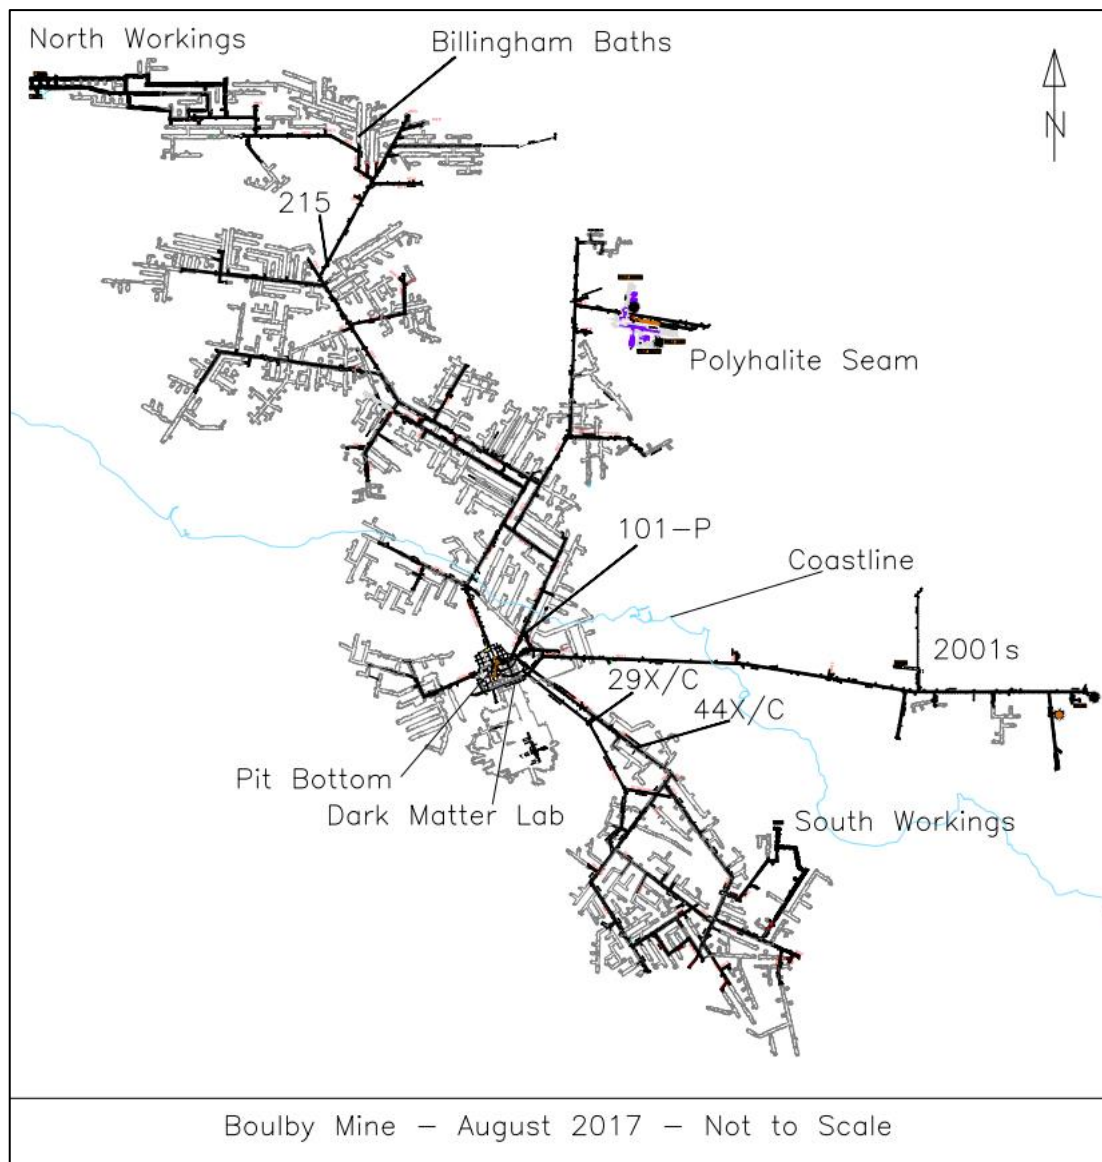 North Workings
Billingham Baths
N
215
Polyhalite Seam
101-P
Coastline
2001s
29X/C
44X/C
Pit Bottom
Dark Matter Lab
South Workings
Boulby Mine - August 2017 - Not to Scale